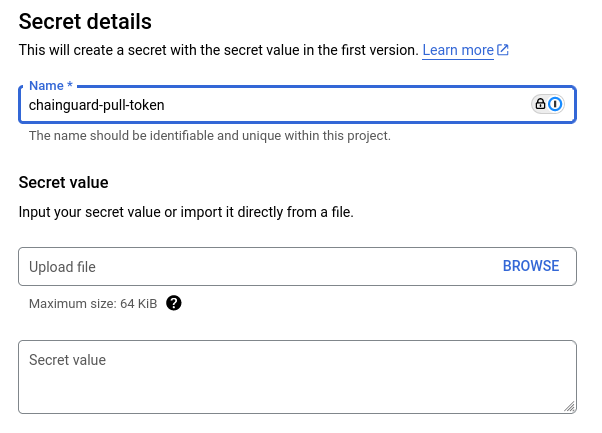 Secret details
This will create a secret with the secret value in the first version. Learn more
Name *
chainguard-pull-token
The name should be identifiable and unique within this project.
Secret value
Input your secret value or import it directly from a file.
Upload file BROWSE
Maximum size: 64 KiB ?
Secret value